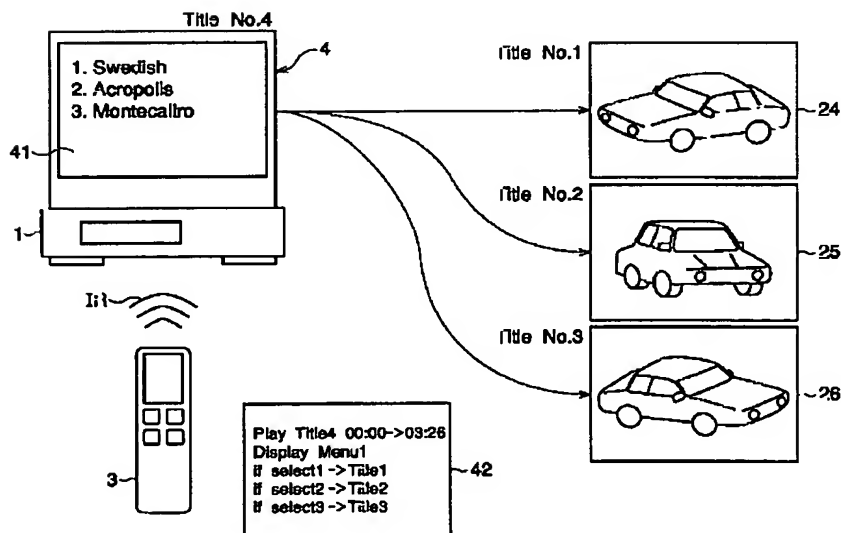 Title No.4
4
1. Swedish
2. Acropolis
3. Montecaliro
41
1
3
Title No.1
24
Title No.2
25
Title No.3
26
Play Title4 00:00->03:26
Display Menu1
if select1->Title1
if select2->Title2
if select3->Title3
42